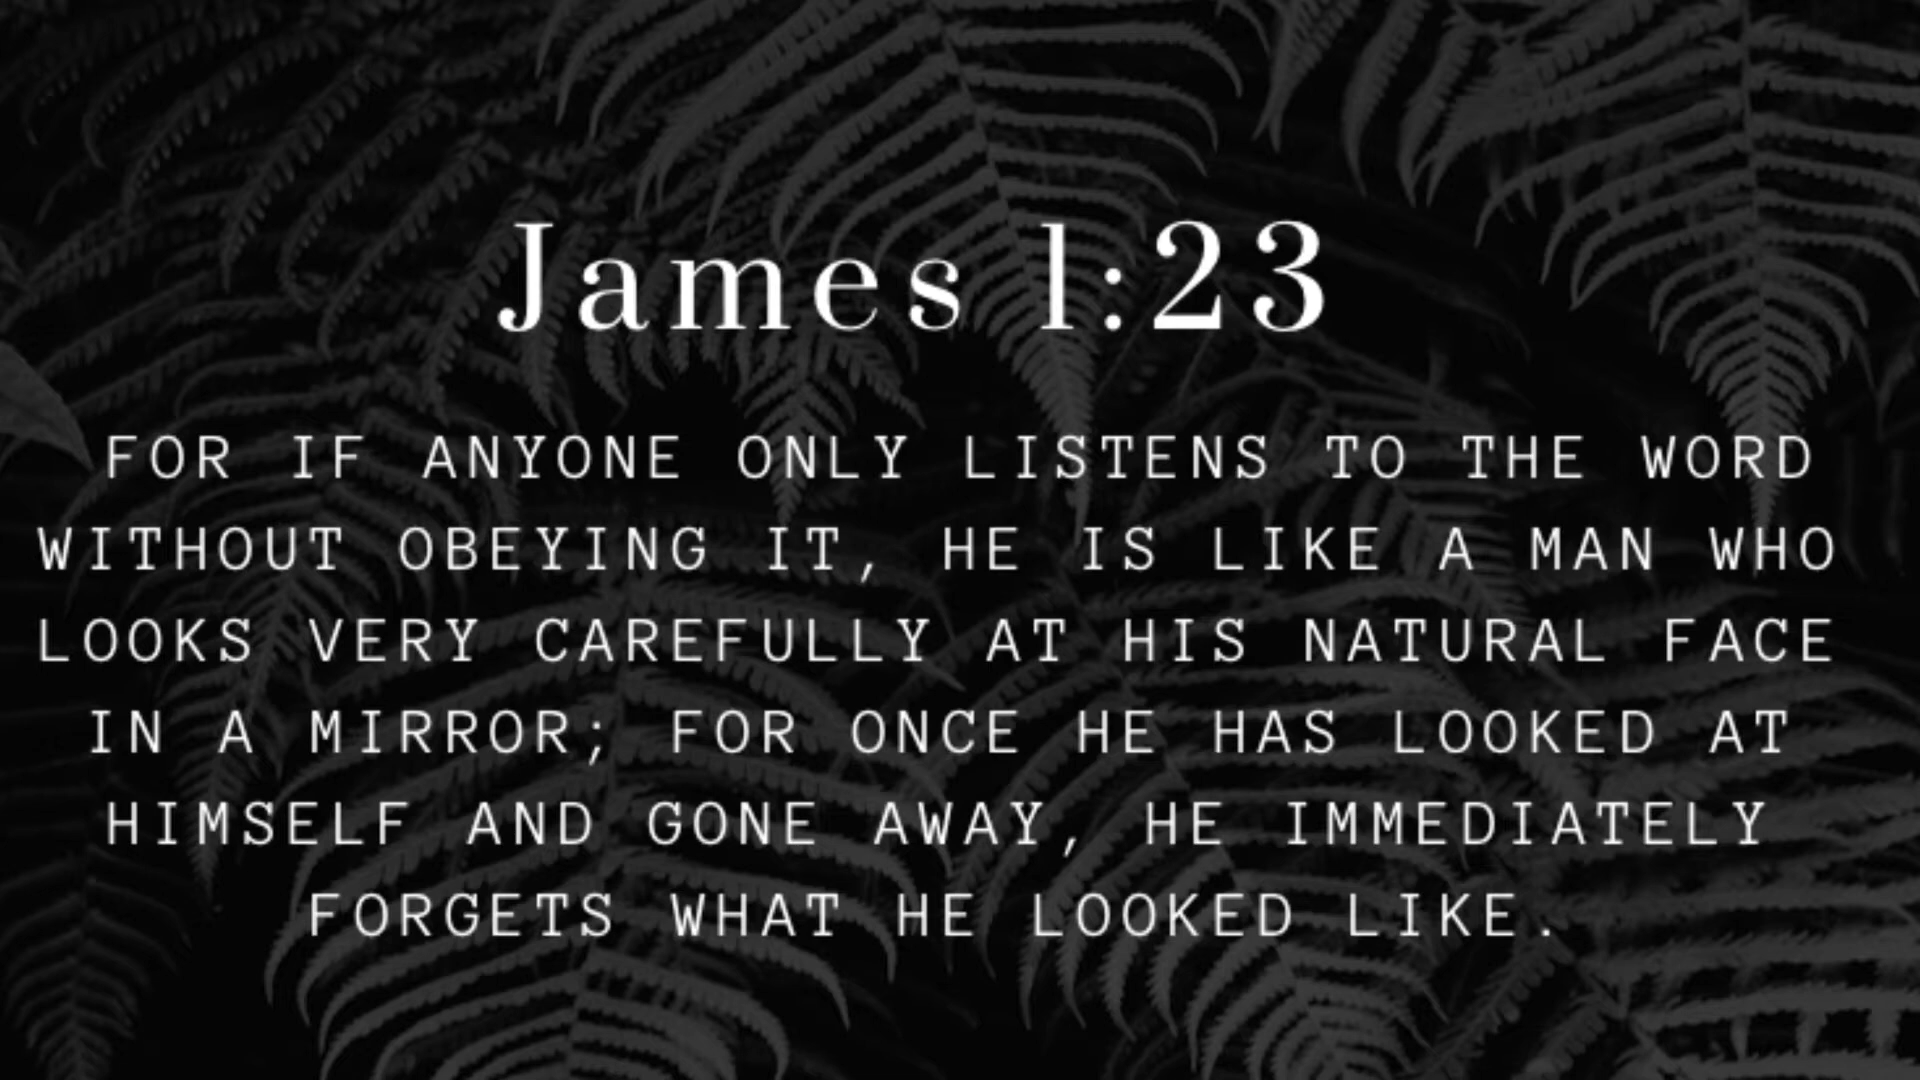 James 1:23
FOR IF ANYONE ONLY LISTENS TO THE WORD
WITHOUT OBEYING IT, HE IS LIKE A MAN WHO
LOOKS VERY CAREFULLY AT HIS NATURAL FACE
IN A MIRROR; FOR ONCE HE HAS LOOKED AT
HIMSELF AND GONE AWAY, HE IMMEDIATELY
FORGETS WHAT HE LOOKED LIKE.